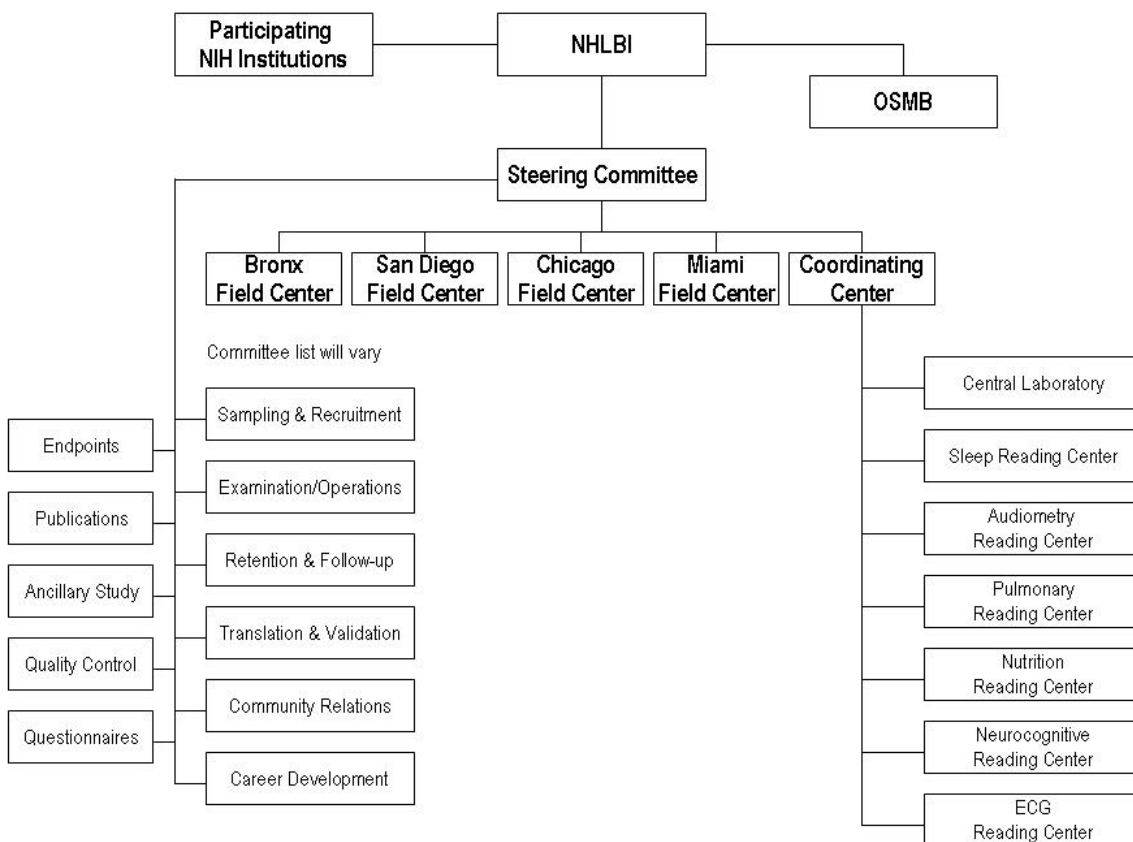 Participating
NIH Institutions
NHLBI
OSMB
Steering Committee
Bronx
Field Center
San Diego
Field Center
Chicago
Field Center
Miami
Field Center
Coordinating
Center
Committee list will vary
Endpoints
Publications
Ancillary Study
Quality Control
Questionnaires
Sampling & Recruitment
Examination/Operations
Retention & Follow-up
Translation & Validation
Community Relations
Career Development
Central Laboratory
Sleep Reading Center
Audiometry
Reading Center
Pulmonary
Reading Center
Nutrition
Reading Center
Neurocognitive
Reading Center
ECG
Reading Center